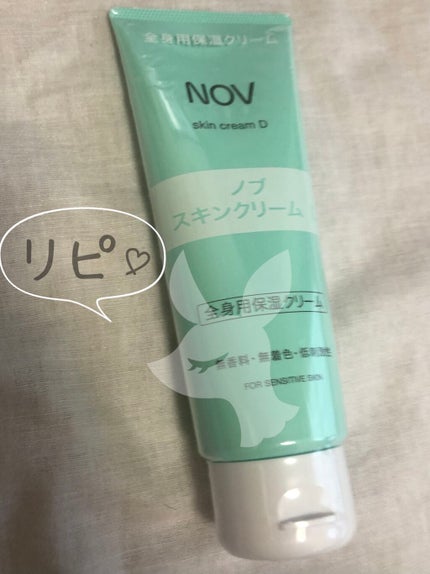 全身用保湿クリーム
NOV
skin cream D
ノブ
スキンクリーム
リピ♡
全身用保湿クリーム
無香料・無着色・低刺激性
FOR SENSITIVE SKIN